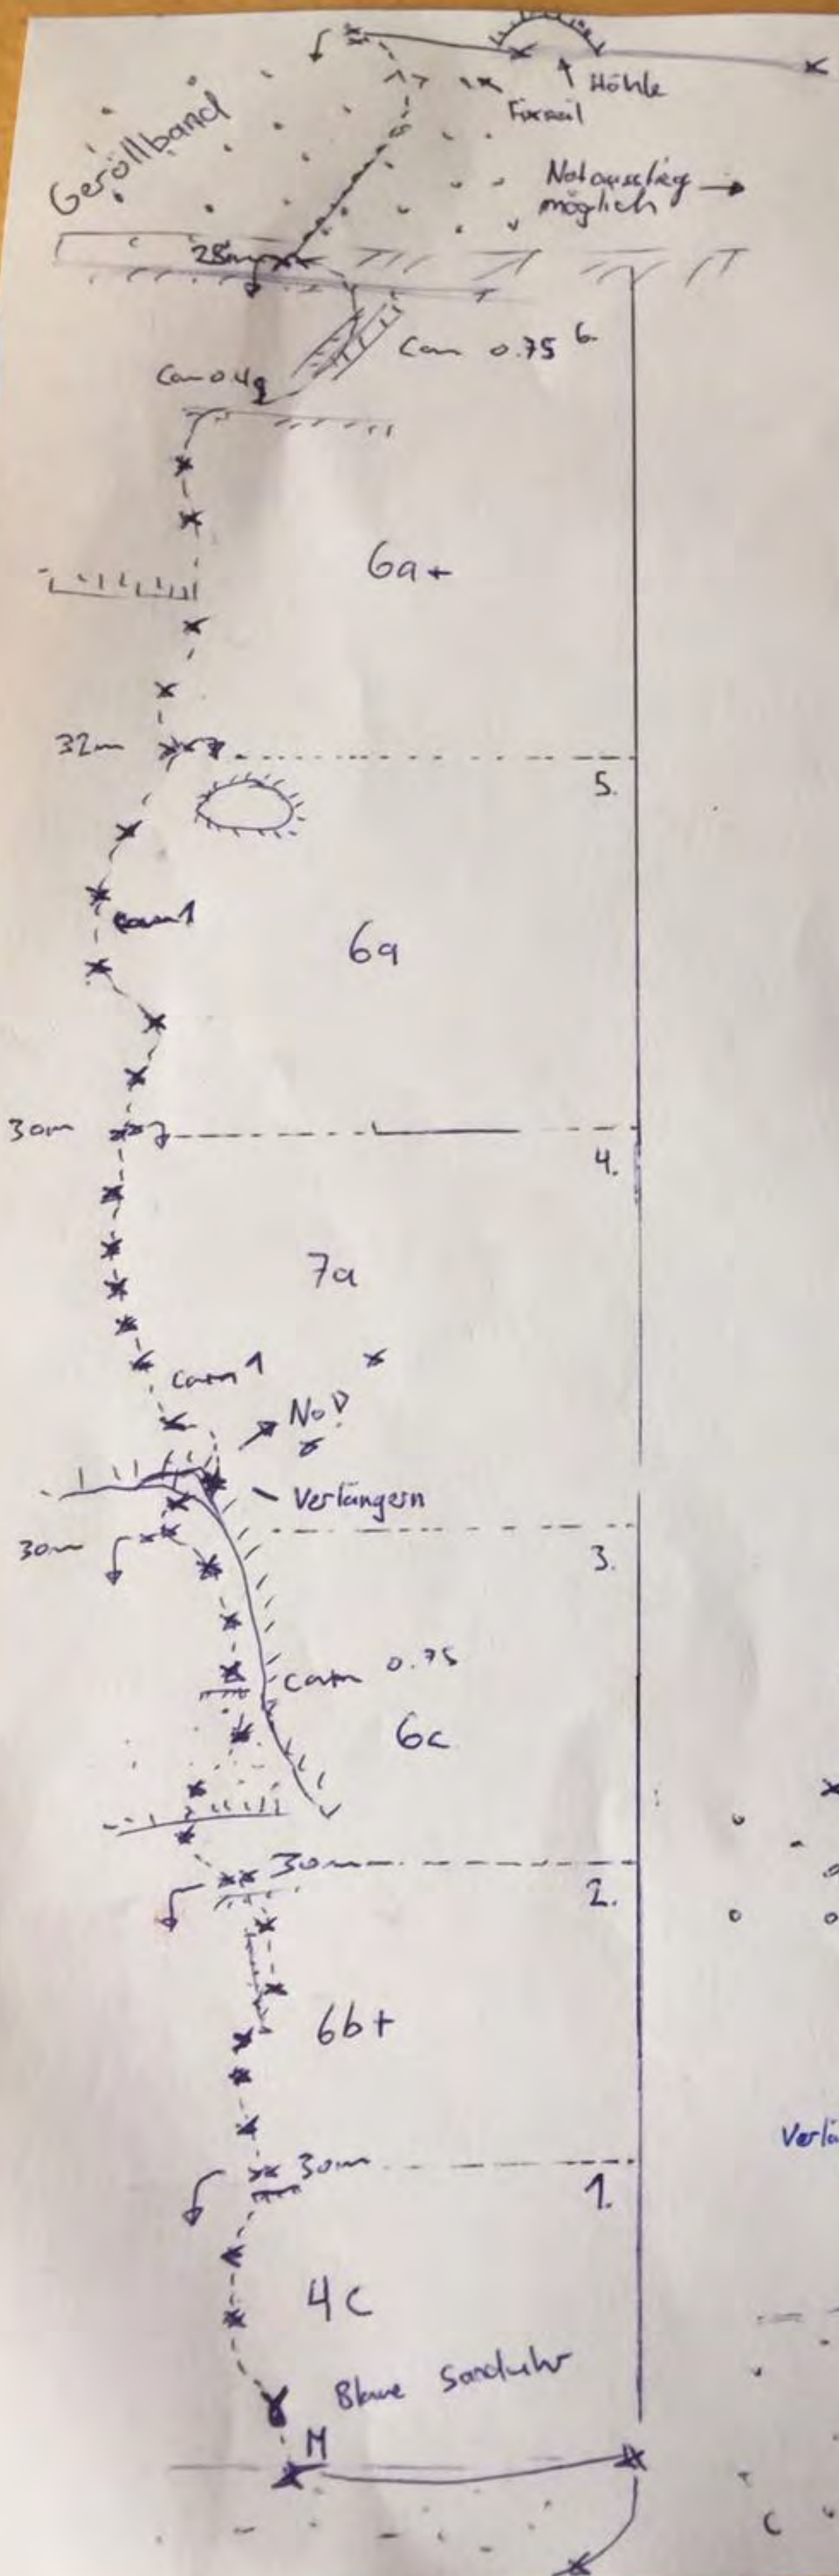 Höhle
Fixseil
Geröllband
Notausstieg
möglich
28m
Cam 0.75
Cam 0.4
6a+
32m
5.
Cam 1
6a
30m
4.
7a
Cam 1
No!
Verlängern
30m
3.
Cam 0.75
6c
30m
2.
6b+
30m
1.
4c
Blaue Sanduhr
M